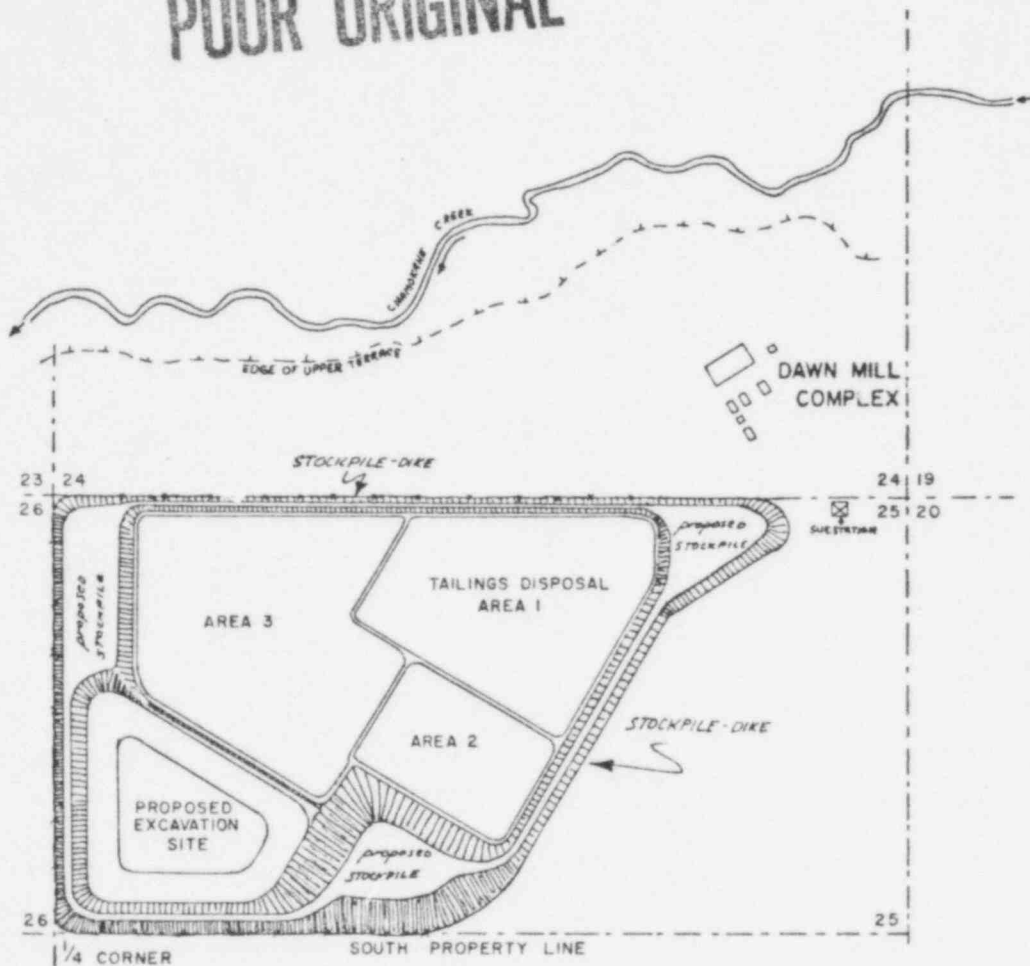 POOR ORIGINAL
CHAMOKANE CREEK
EDGE OF UPPER TERRACE
DAWN MILL
COMPLEX
STOCKPILE-DIKE
23 24
24 19
26
25 20
SUBSTATION
proposed
STOCKPILE
TAILINGS DISPOSAL
AREA 1
proposed
STOCKPILE
AREA 3
STOCKPILE-DIKE
AREA 2
PROPOSED
EXCAVATION
SITE
proposed
STOCKPILE
26
25
1/4 CORNER
SOUTH PROPERTY LINE